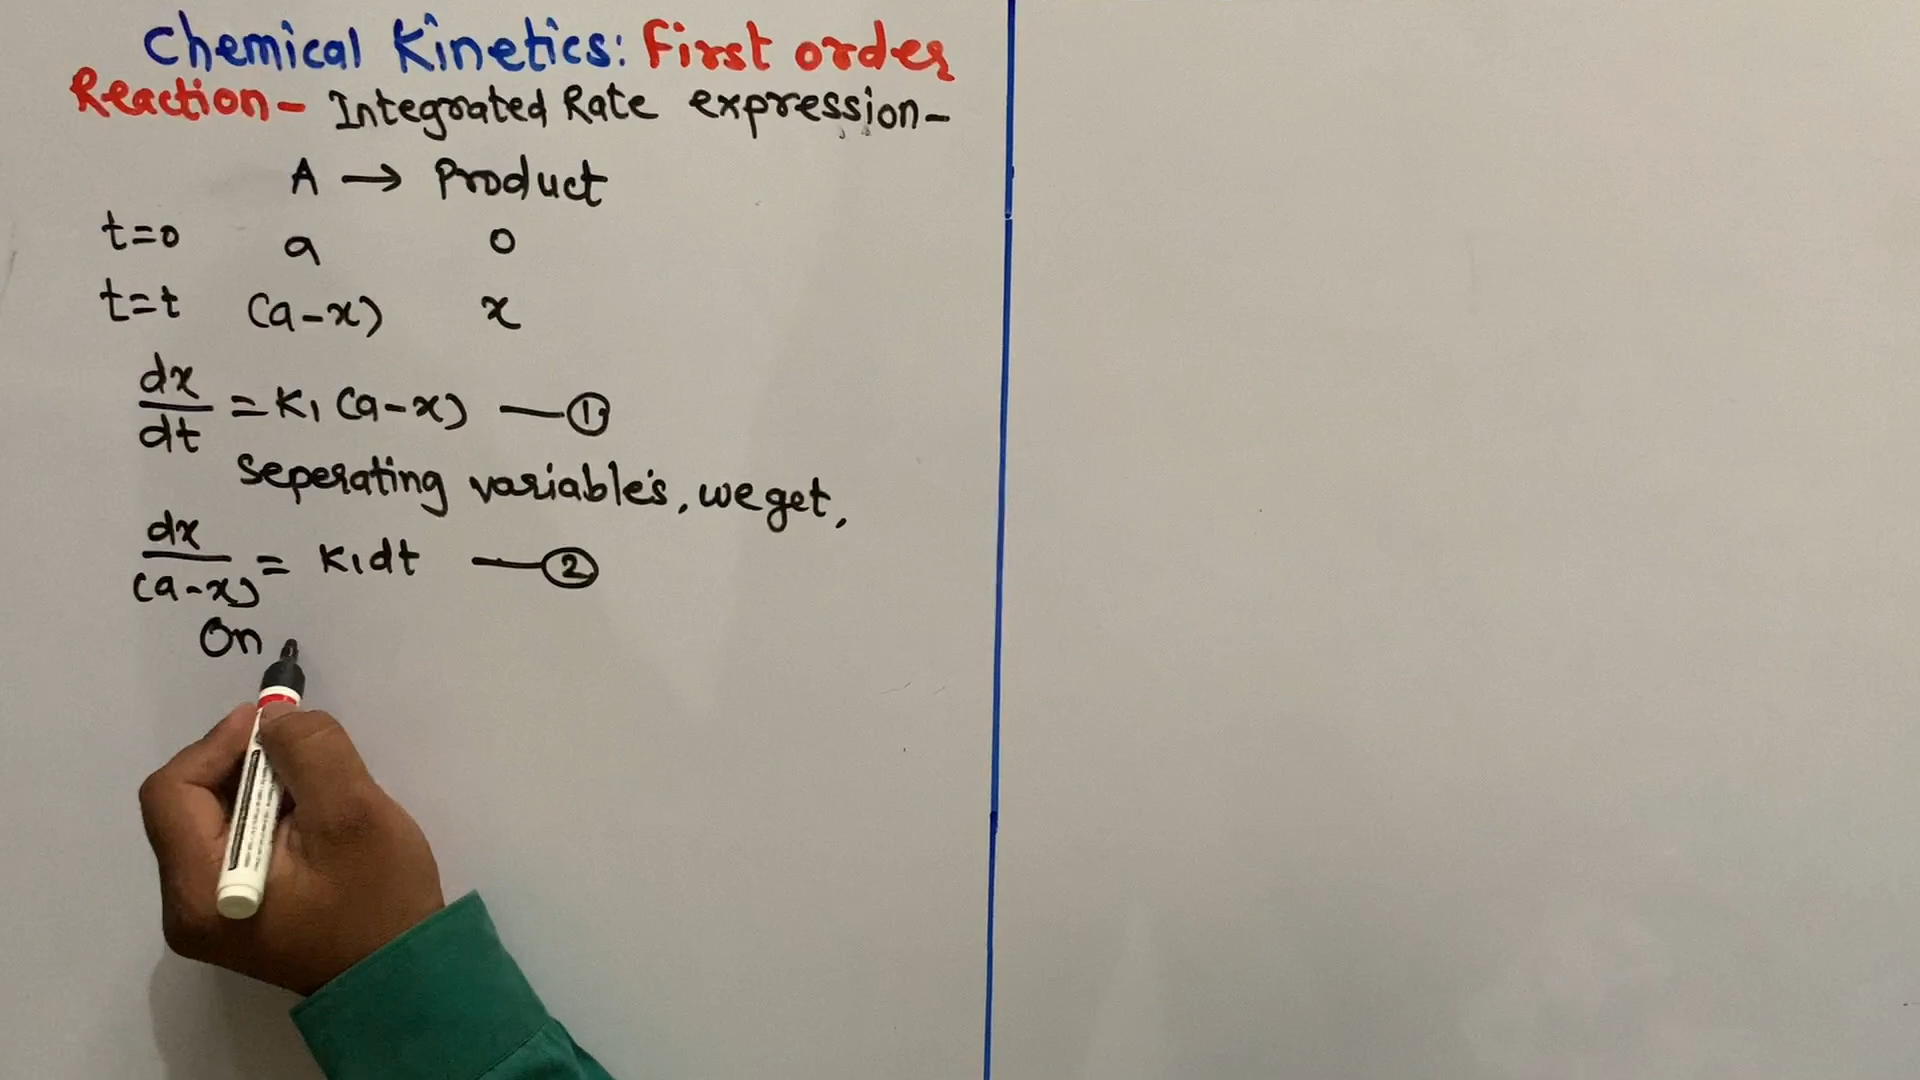 Chemical Kinetics: First order
Reaction- Integrated Rate expression-
A → Product
t=0 a 0
t=t (a-x) x
dx/dt = K₁ (a-x) —①
Seperating variable's, we get,
dx/(a-x) = K₁dt —②
On